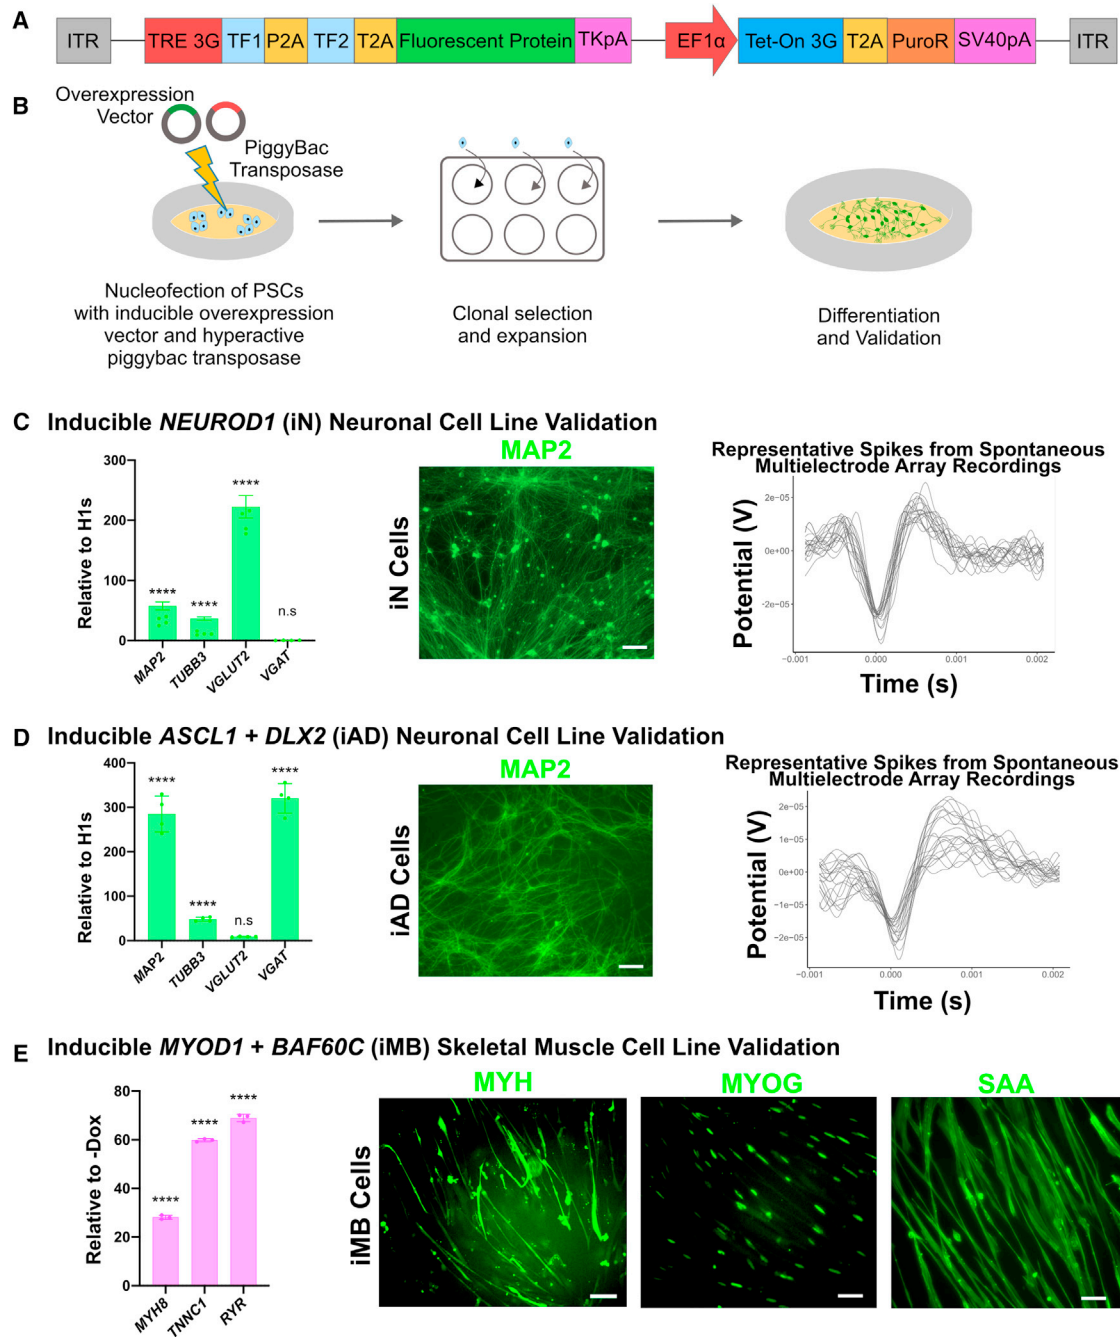 A
ITR
TRE 3G
TF1
P2A
TF2
T2A
Fluorescent Protein
TKpA
EF1α
Tet-On 3G
T2A
PuroR
SV40pA
ITR
B
Overexpression
Vector
PiggyBac
Transposase
Nucleofection of PSCs
with inducible overexpression
vector and hyperactive
piggybac transposase
Clonal selection
and expansion
Differentiation
and Validation
C Inducible NEUROD1 (iN) Neuronal Cell Line Validation
Relative to H1s
300
200
100
0
****
****
****
n.s
MAP2
TUBB3
VGLUT2
VGAT
MAP2
iN Cells
Representative Spikes from Spontaneous
Multielectrode Array Recordings
Potential (V)
2e-05
0e+00
-2e-05
-0.001
0.000
0.001
0.002
Time (s)
D Inducible ASCL1 + DLX2 (iAD) Neuronal Cell Line Validation
Relative to H1s
400
300
200
100
0
****
****
n.s
****
MAP2
TUBB3
VGLUT2
VGAT
MAP2
iAD Cells
Representative Spikes from Spontaneous
Multielectrode Array Recordings
Potential (V)
2e-05
1e-05
0e+00
-1e-05
-2e-05
-0.001
0.000
0.001
0.002
Time (s)
E Inducible MYOD1 + BAF60C (iMB) Skeletal Muscle Cell Line Validation
Relative to -Dox
80
60
40
20
0
****
****
****
MYH8
TNNC1
RYR
iMB Cells
MYH
MYOG
SAA